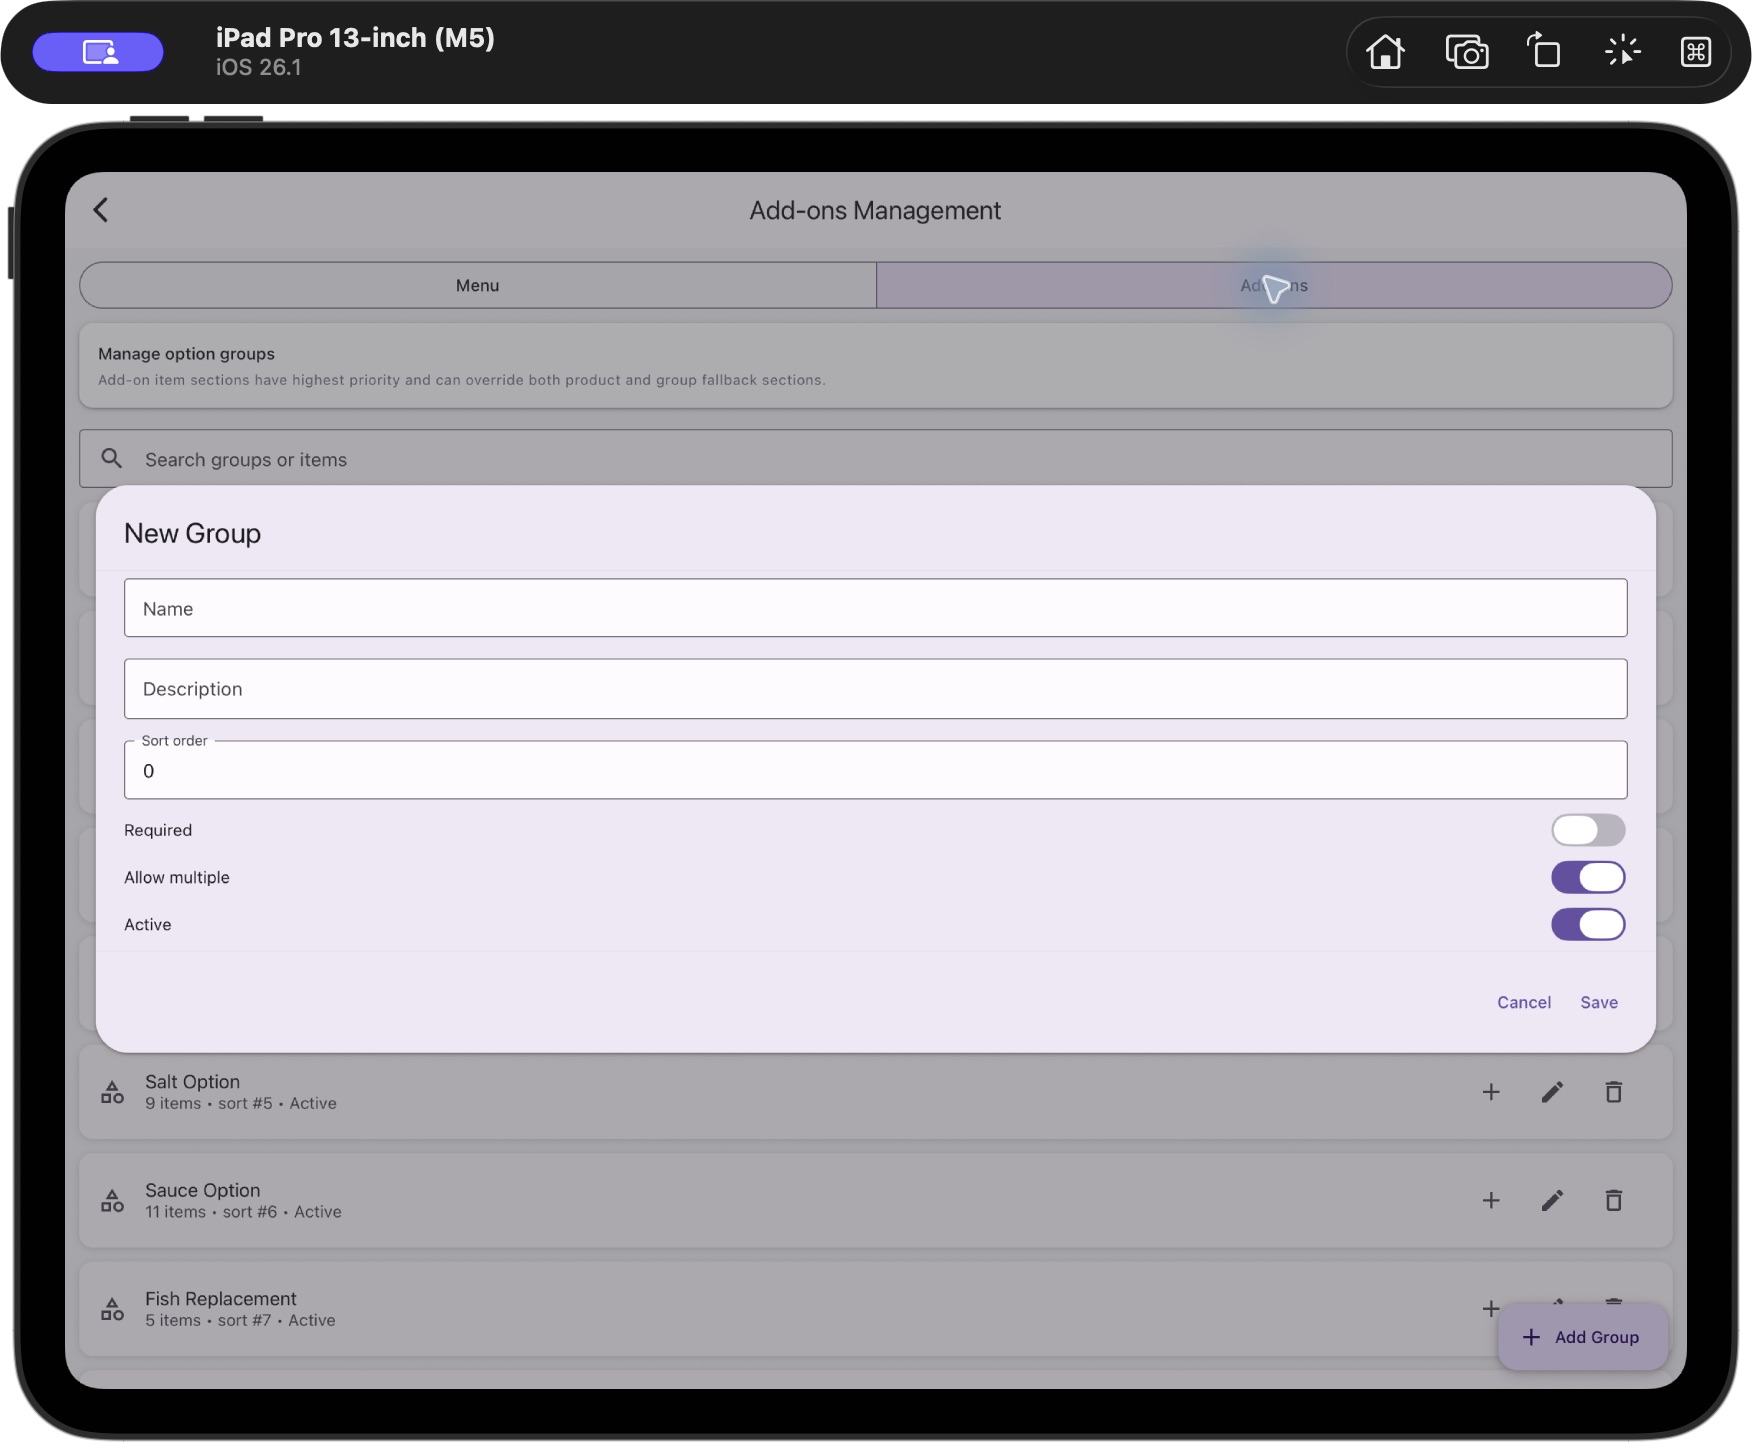 iPad Pro 13-inch (M5)
iOS 26.1
Add-ons Management
Menu
Manage option groups
Add-on item sections have highest priority and can override both product and group fallback sections.
Search groups or items
New Group
Name
Description
Sort order
0
Required
Allow multiple
Active
Cancel Save
Salt Option
9 items • sort #5 • Active
Sauce Option
11 items • sort #6 • Active
Fish Replacement
5 items • sort #7 • Active
Add Group